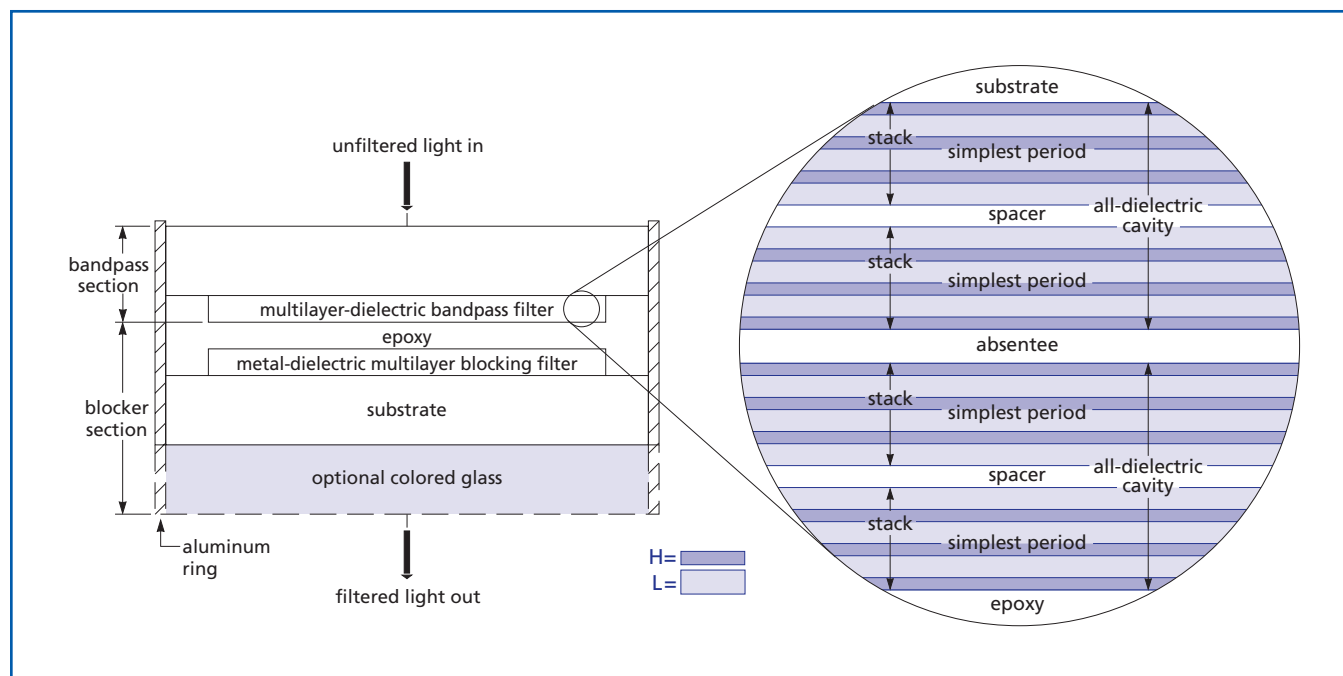 unfiltered light in
bandpass
section
multilayer-dielectric bandpass filter
epoxy
metal-dielectric multilayer blocking filter
blocker
section
substrate
optional colored glass
aluminum
ring
filtered light out
H=
L=
substrate
stack
simplest period
spacer
all-dielectric
cavity
stack
simplest period
absentee
stack
simplest period
spacer
all-dielectric
cavity
stack
simplest period
epoxy